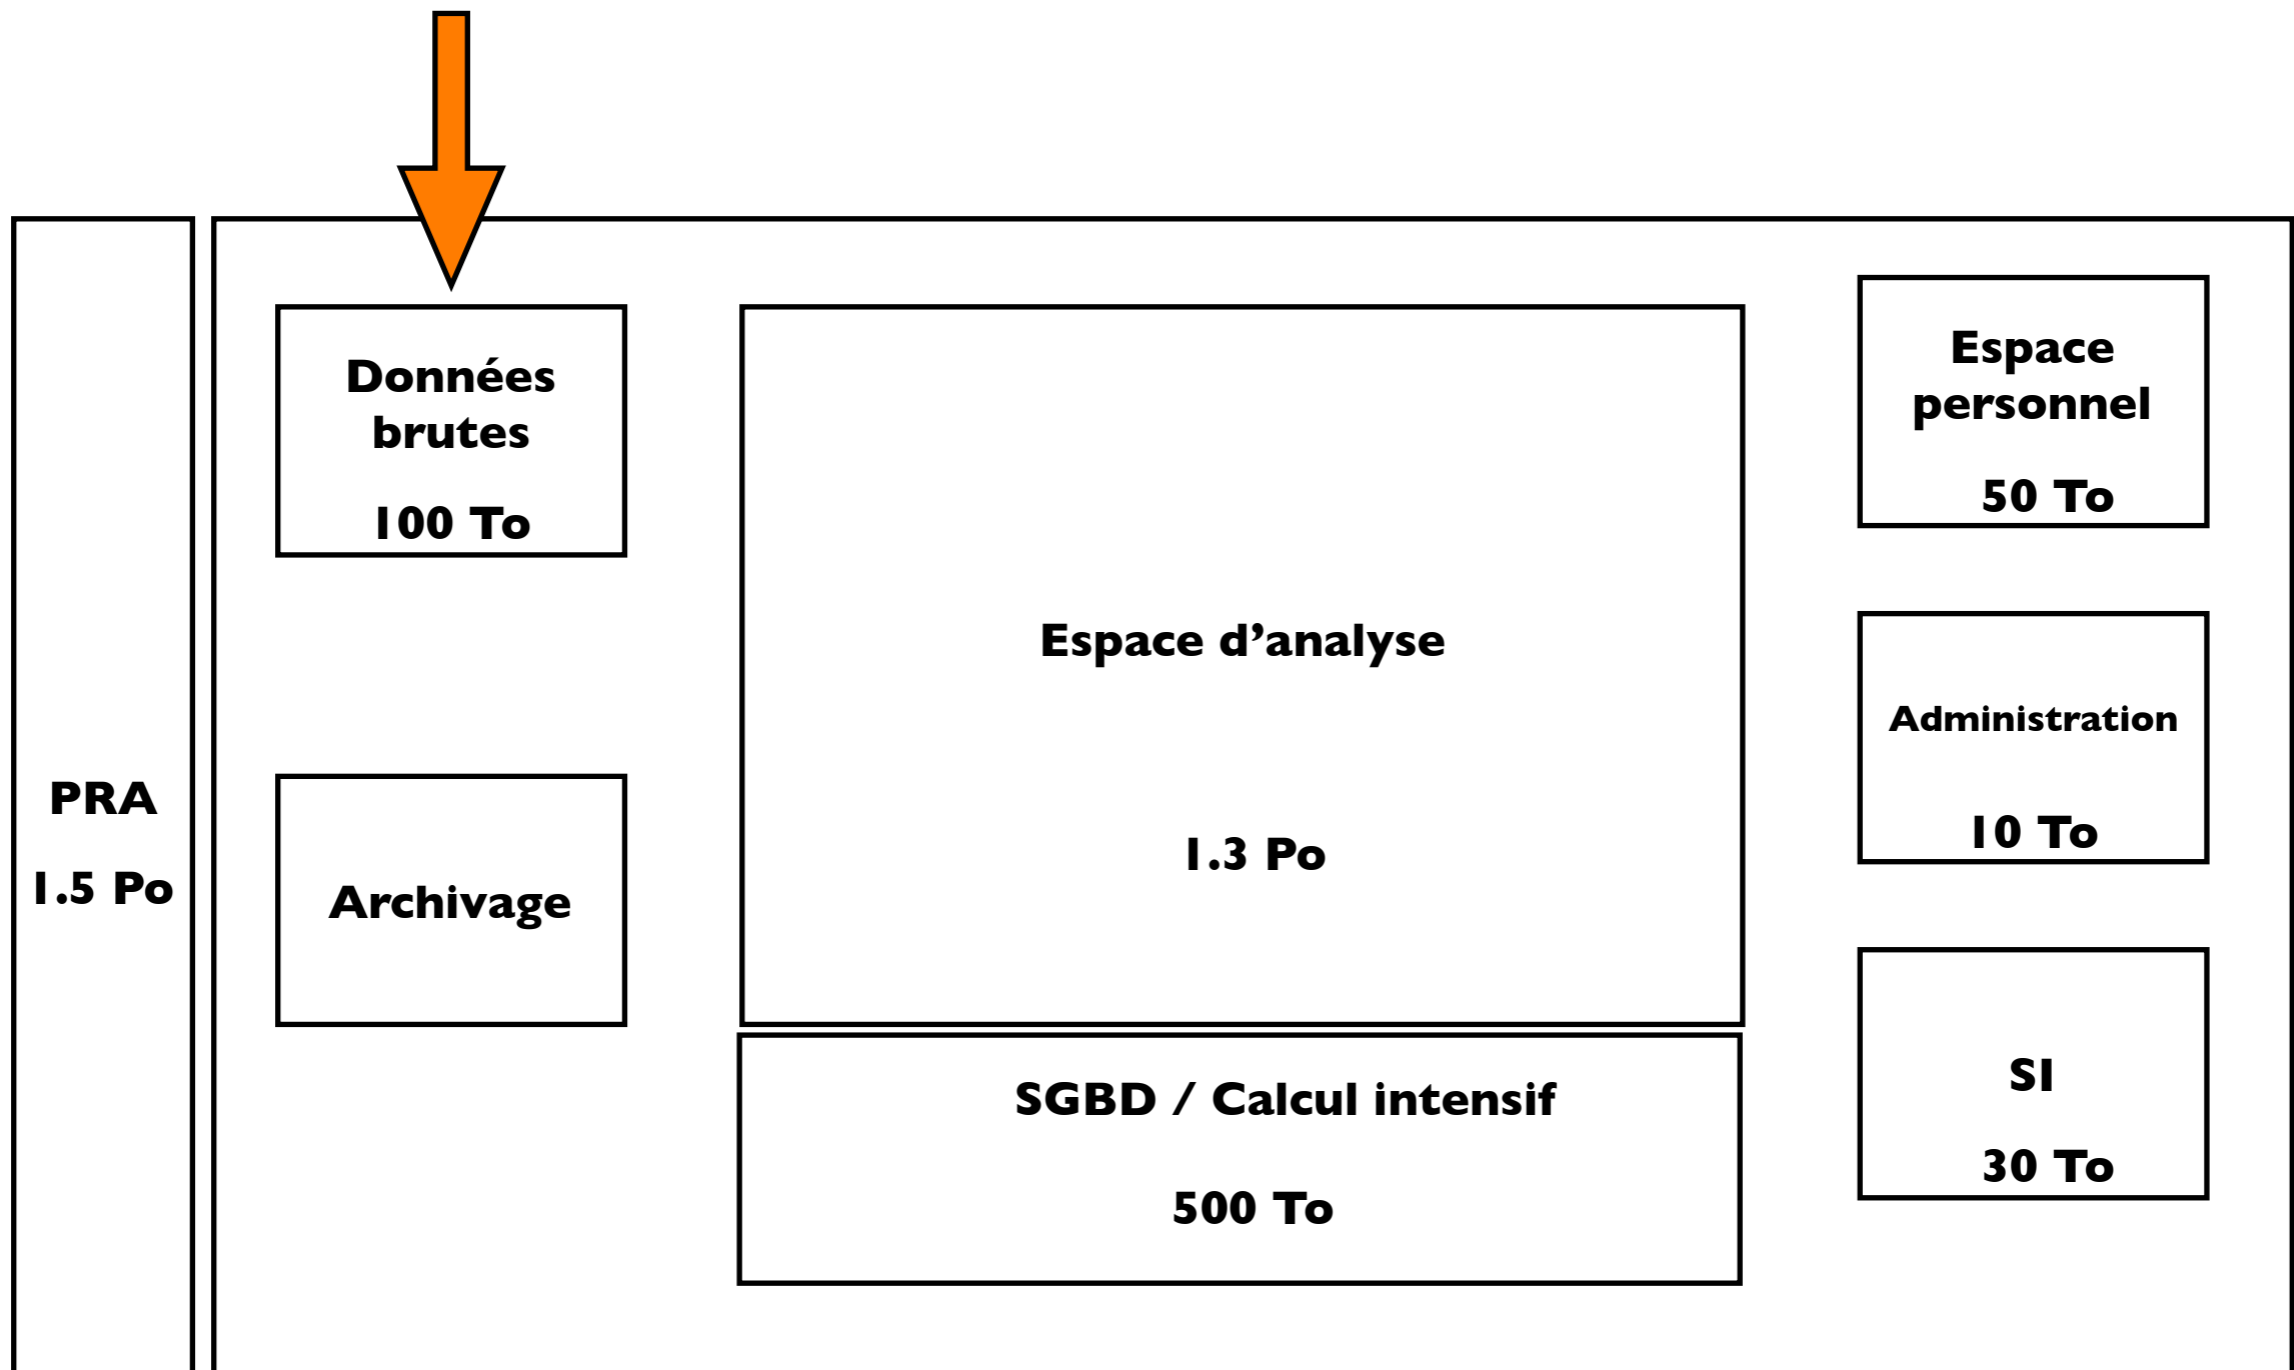 PRA
1.5 Po
Données
brutes
100 To
Archivage
Espace d’analyse
1.3 Po
SGBD / Calcul intensif
500 To
Espace
personnel
50 To
Administration
10 To
SI
30 To